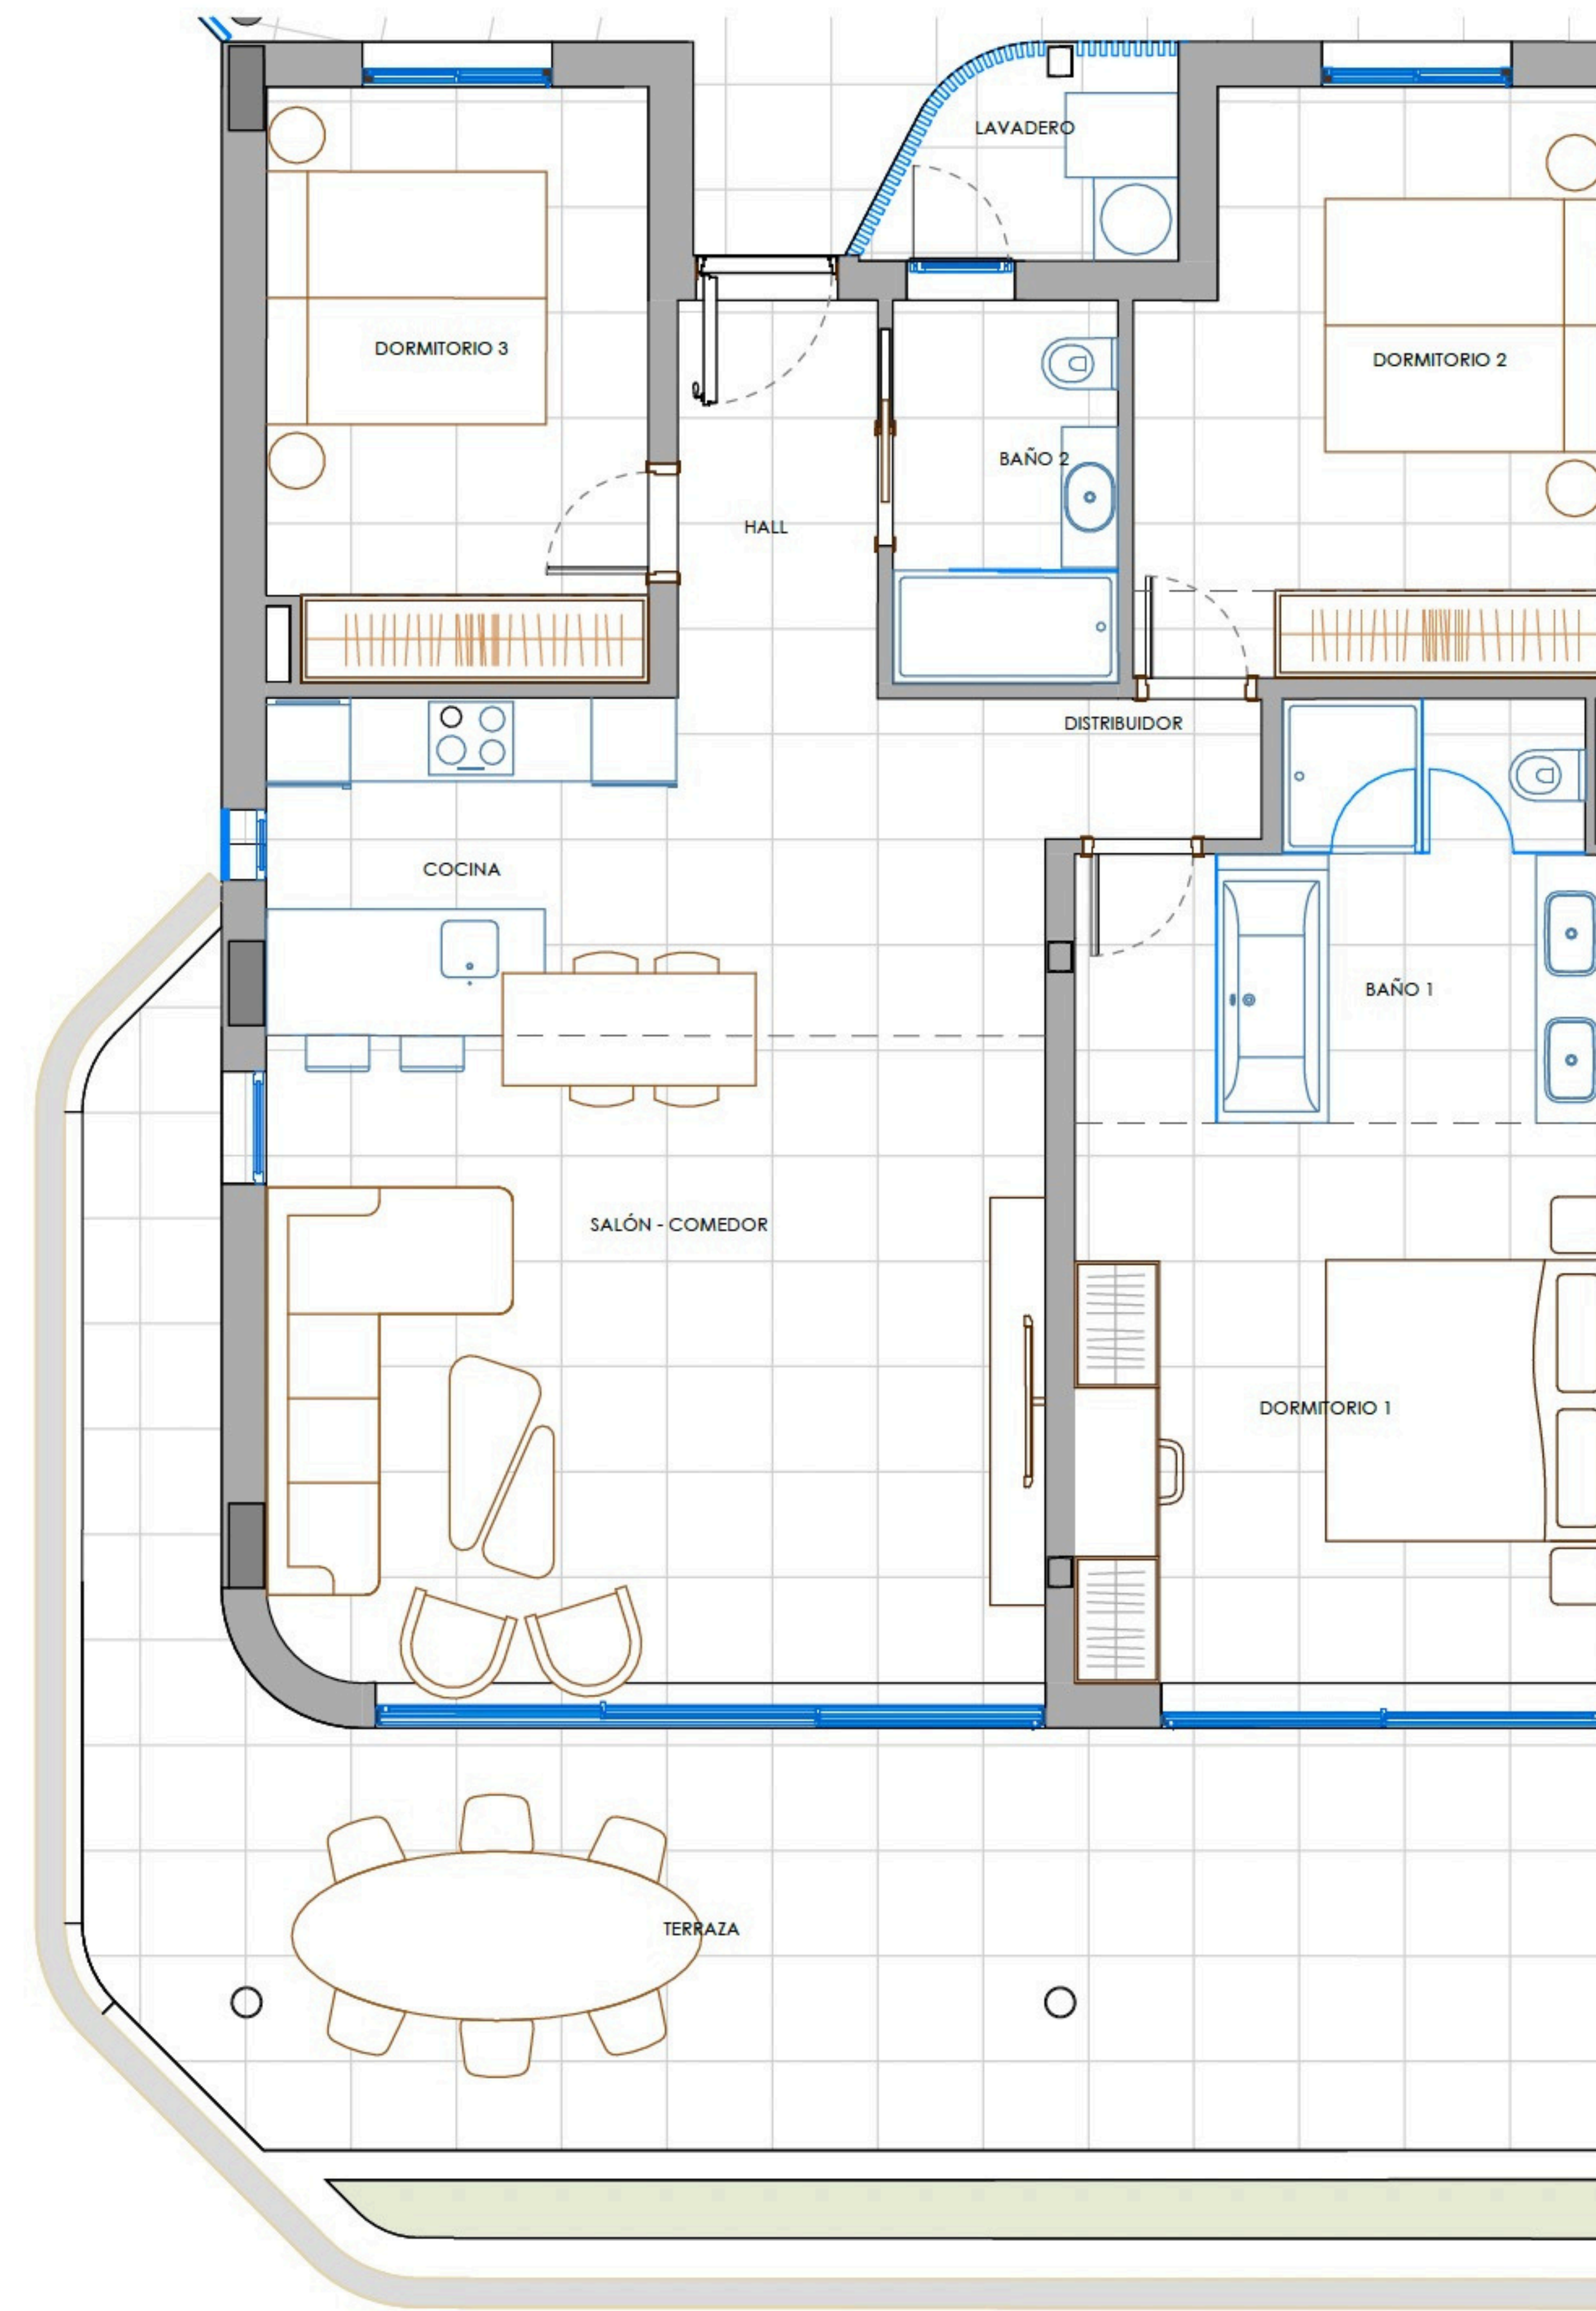 LAVADERO
DORMITORIO 3
DORMITORIO 2
BAÑO 2
HALL
DISTRIBUIDOR
COCINA
BAÑO 1
SALÓN - COMEDOR
DORMITORIO 1
TERRAZA